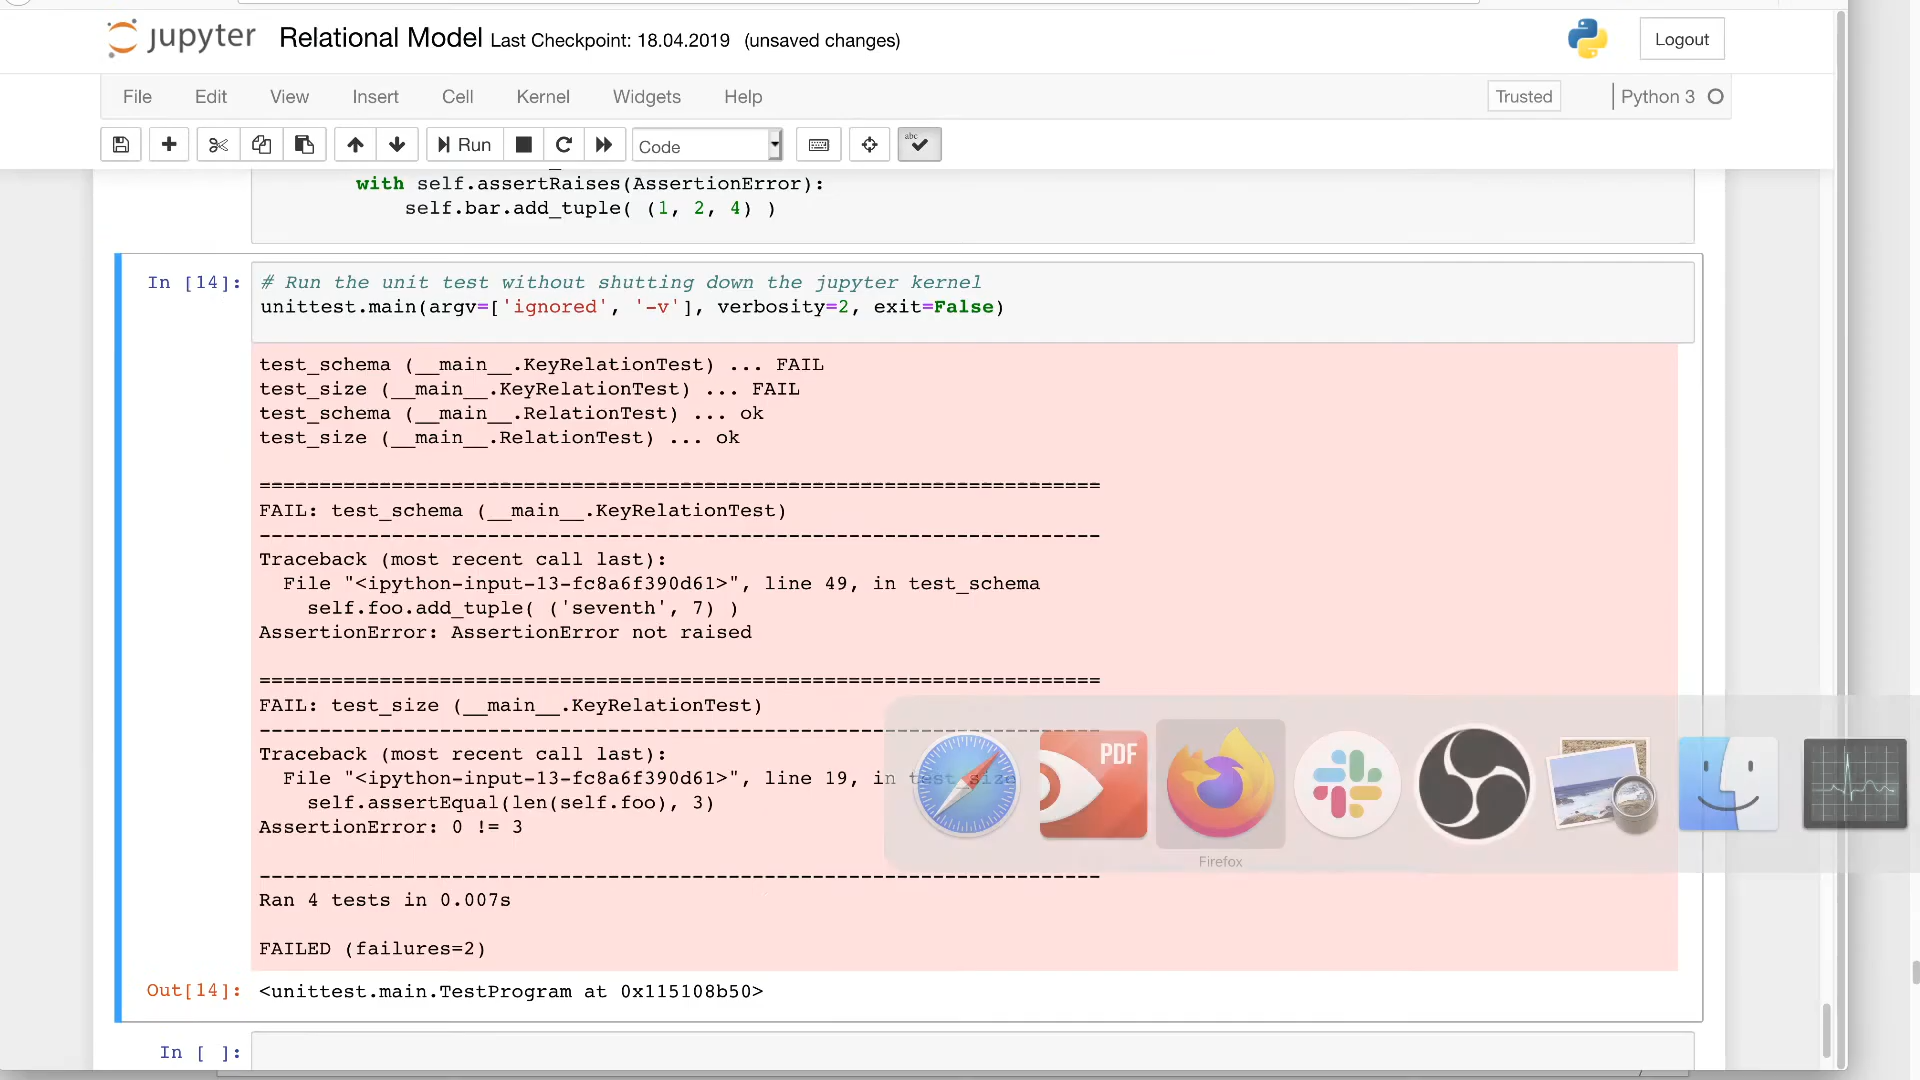 jupyter Relational Model Last Checkpoint: 18.04.2019 (unsaved changes)
Logout
File Edit View Insert Cell Kernel Widgets Help
Trusted Python 3
Run Code abc
with self.assertRaises(AssertionError):
self.bar.add_tuple( (1, 2, 4) )
In [14]: # Run the unit test without shutting down the jupyter kernel
unittest.main(argv=['ignored', '-v'], verbosity=2, exit=False)
test_schema (__main__.KeyRelationTest) ... FAIL
test_size (__main__.KeyRelationTest) ... FAIL
test_schema (__main__.RelationTest) ... ok
test_size (__main__.RelationTest) ... ok
======================================================================
FAIL: test_schema (__main__.KeyRelationTest)
----------------------------------------------------------------------
Traceback (most recent call last):
File "<ipython-input-13-fc8a6f390d61>", line 49, in test_schema
self.foo.add_tuple( ('seventh', 7) )
AssertionError: AssertionError not raised
======================================================================
FAIL: test_size (__main__.KeyRelationTest)
----------------------------------------------------------------------
Traceback (most recent call last):
File "<ipython-input-13-fc8a6f390d61>", line 19, in test_size
self.assertEqual(len(self.foo), 3)
AssertionError: 0 != 3
----------------------------------------------------------------------
Ran 4 tests in 0.007s
FAILED (failures=2)
PDF
Firefox
Out[14]: <unittest.main.TestProgram at 0x115108b50>
In [ ]: